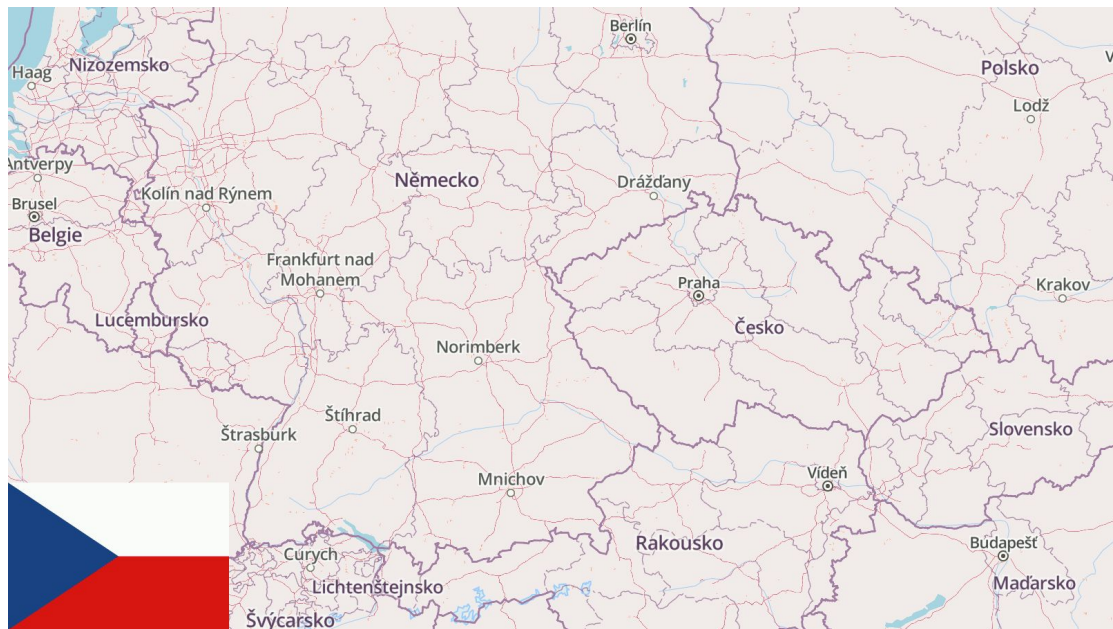 Berlín
Nizozemsko
Haag
Polsko
V
Lodž
Antverpy
Kolín nad Rýnem
Německo
Drážďany
Brusel
Belgie
Frankfurt nad
Mohanem
Praha
Krakov
Lucembursko
Česko
Norimberk
Štíhrad
Štrasburk
Slovensko
Mnichov
Vídeň
Rakousko
Budapešť
Curych
Lichtenštejnsko
Maďarsko
Švýcarsko